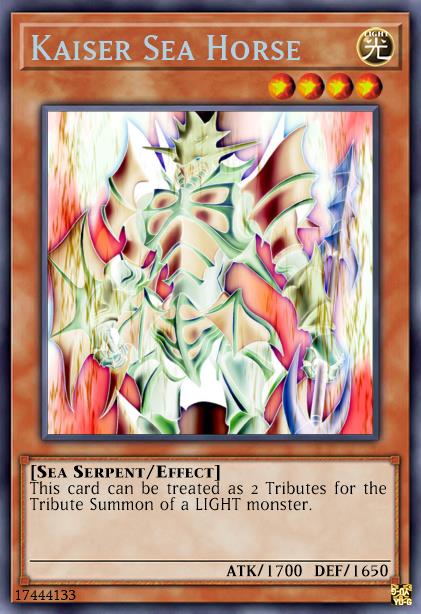 Kaiser Sea Horse
LIGHT
光
[Sea Serpent/Effect]
This card can be treated as 2 Tributes for the
Tribute Summon of a LIGHT monster.
ATK/1700 DEF/1650
17444133